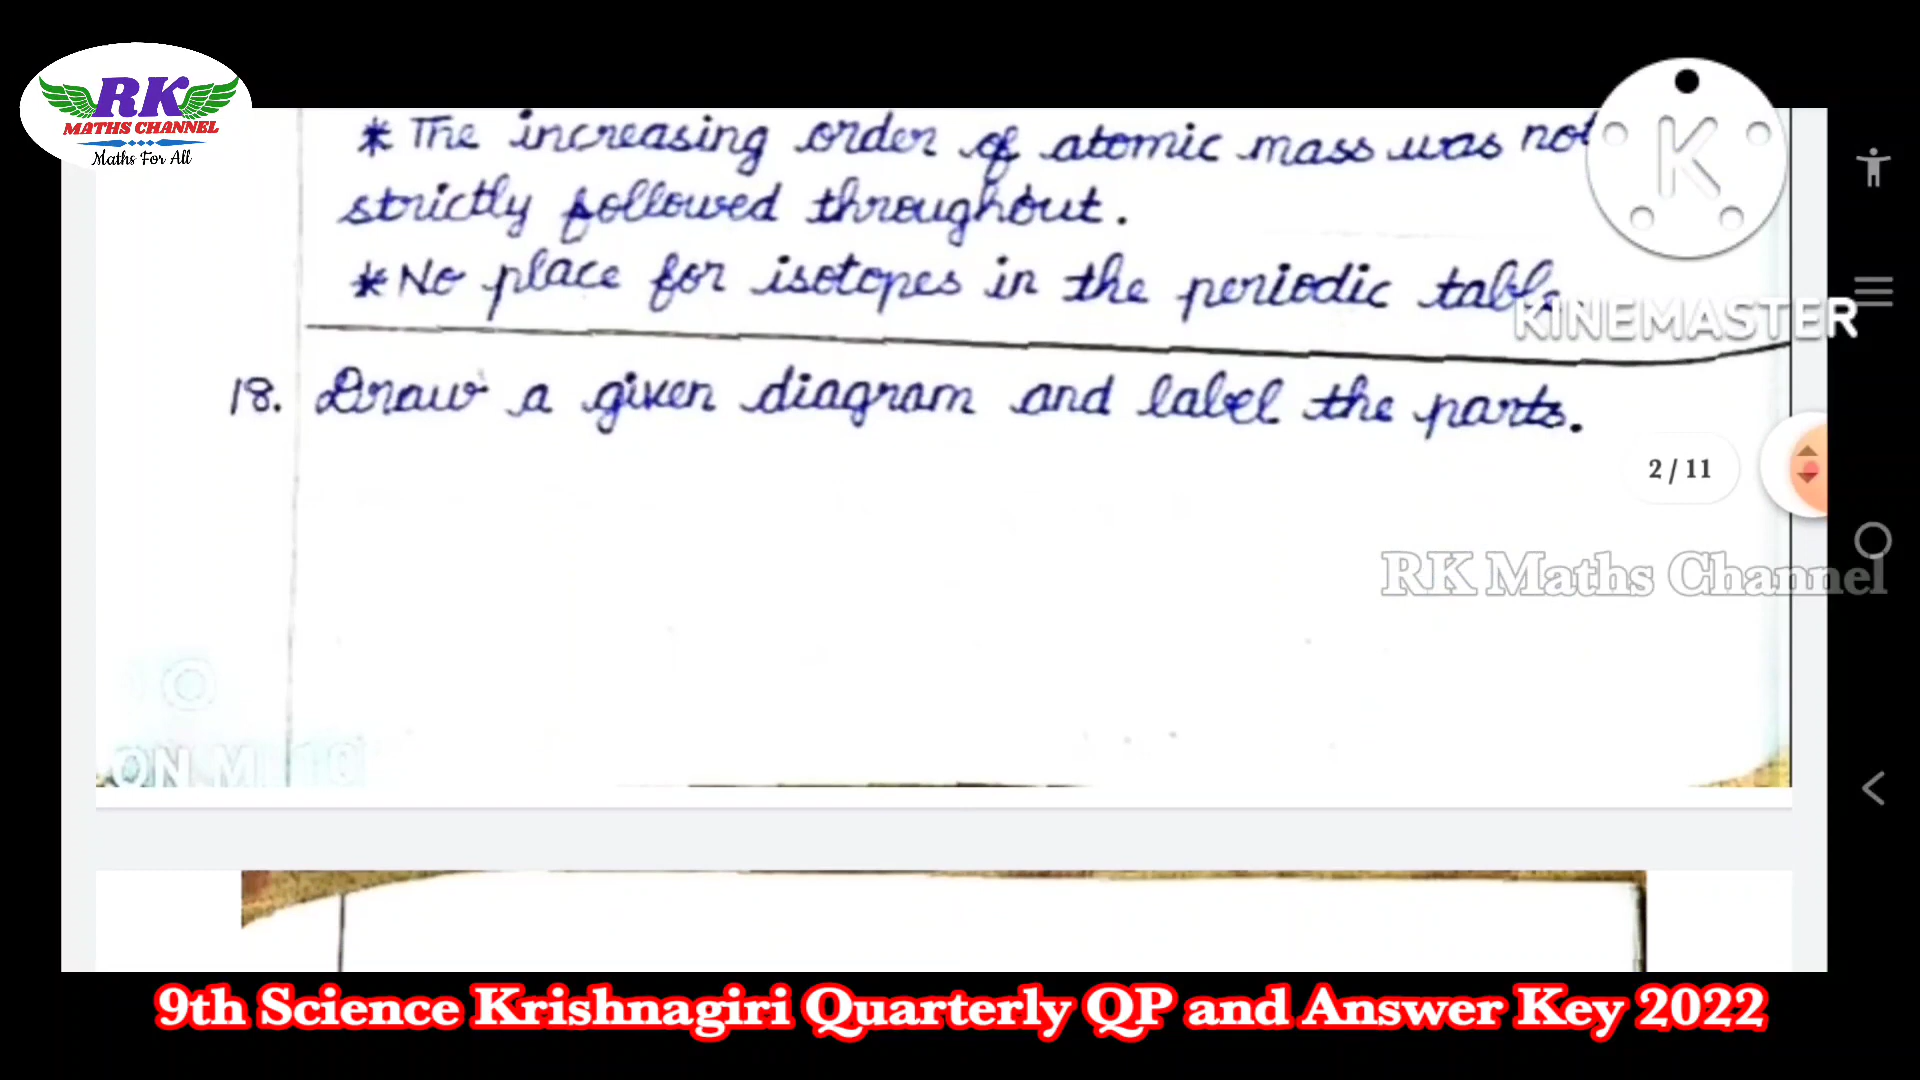 RK
MATHS CHANNEL
Maths For All
* The increasing order of atomic mass was not
strictly followed throughout.
* No place for isotopes in the periodic table
K
KINEMASTER
18. Draw a given diagram and label the parts.
2 / 11
RK Maths Channel
ON M 10
9th Science Krishnagiri Quarterly QP and Answer Key 2022